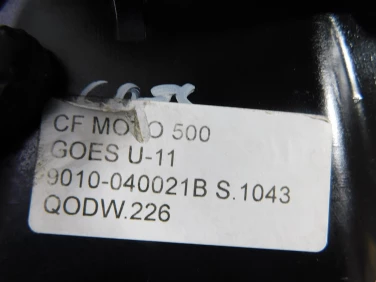 CF MOTO 500
GOES U-11
9010-040021B S.1043
QODW.226